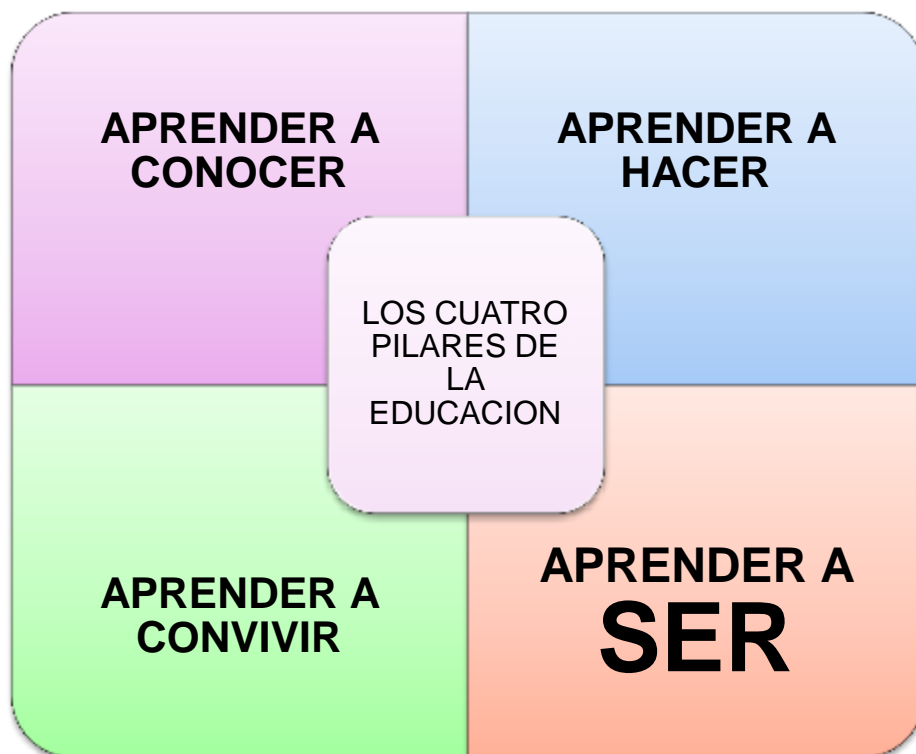 APRENDER A
CONOCER
APRENDER A
HACER
LOS CUATRO
PILARES DE
LA
EDUCACION
APRENDER A
CONVIVIR
APRENDER A
SER